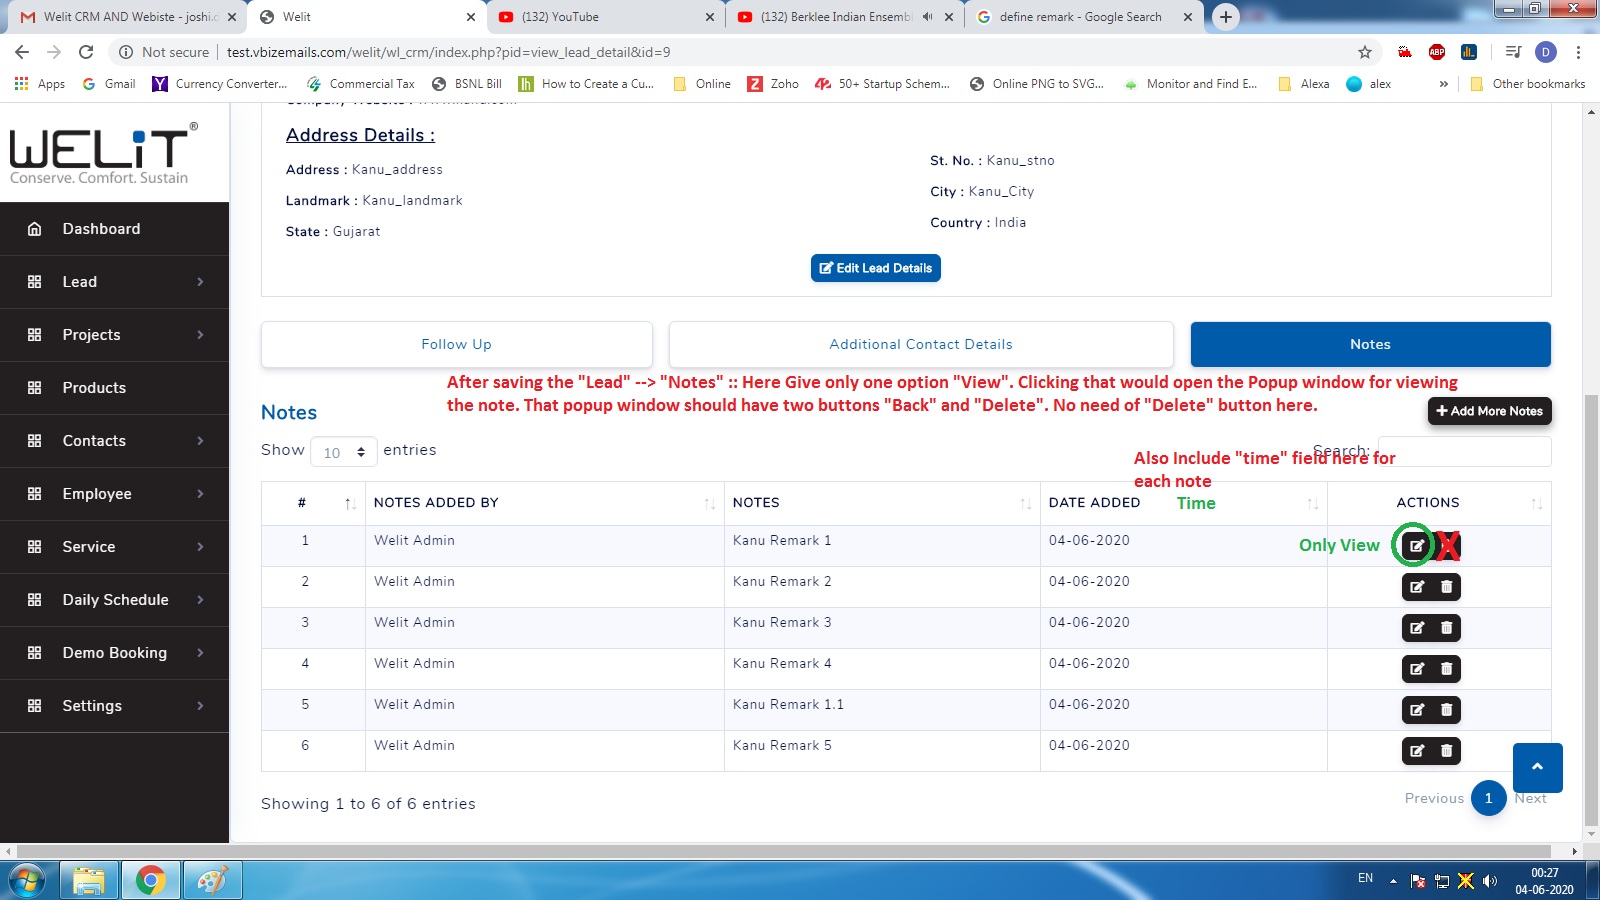 Welit CRM AND Webiste - joshi.c
Welit
(132) YouTube
(132) Berklee Indian Ensembl
define remark - Google Search
D
Not secure
test.vbizemails.com/welit/wl_crm/index.php?pid=view_lead_detail&id=9
ABP
Apps
Gmail
Currency Converter...
Commercial Tax
BSNL Bill
How to Create a Cu...
Online
Zoho
50+ Startup Schem...
Online PNG to SVG...
Monitor and Find E...
Alexa
alex
»
Other bookmarks
WELiT®
Conserve. Comfort. Sustain
Dashboard
Lead
Projects
Products
Contacts
Employee
Service
Daily Schedule
Demo Booking
Settings
Address Details :
Address : Kanu_address
St. No. : Kanu_stno
Landmark : Kanu_landmark
City : Kanu_City
State : Gujarat
Country : India
Edit Lead Details
Follow Up
Additional Contact Details
Notes
After saving the "Lead" --> "Notes" :: Here Give only one option "View". Clicking that would open the Popup window for viewing
the note. That popup window should have two buttons "Back" and "Delete". No need of "Delete" button here.
Notes
Add More Notes
Show 10 entries
Search:
Also Include "time" field here for
each note
# NOTES ADDED BY NOTES DATE ADDED Time ACTIONS
1 Welit Admin Kanu Remark 1 04-06-2020 Only View X
2 Welit Admin Kanu Remark 2 04-06-2020
3 Welit Admin Kanu Remark 3 04-06-2020
4 Welit Admin Kanu Remark 4 04-06-2020
5 Welit Admin Kanu Remark 1.1 04-06-2020
6 Welit Admin Kanu Remark 5 04-06-2020
Showing 1 to 6 of 6 entries
Previous 1 Next
EN
00:27
04-06-2020